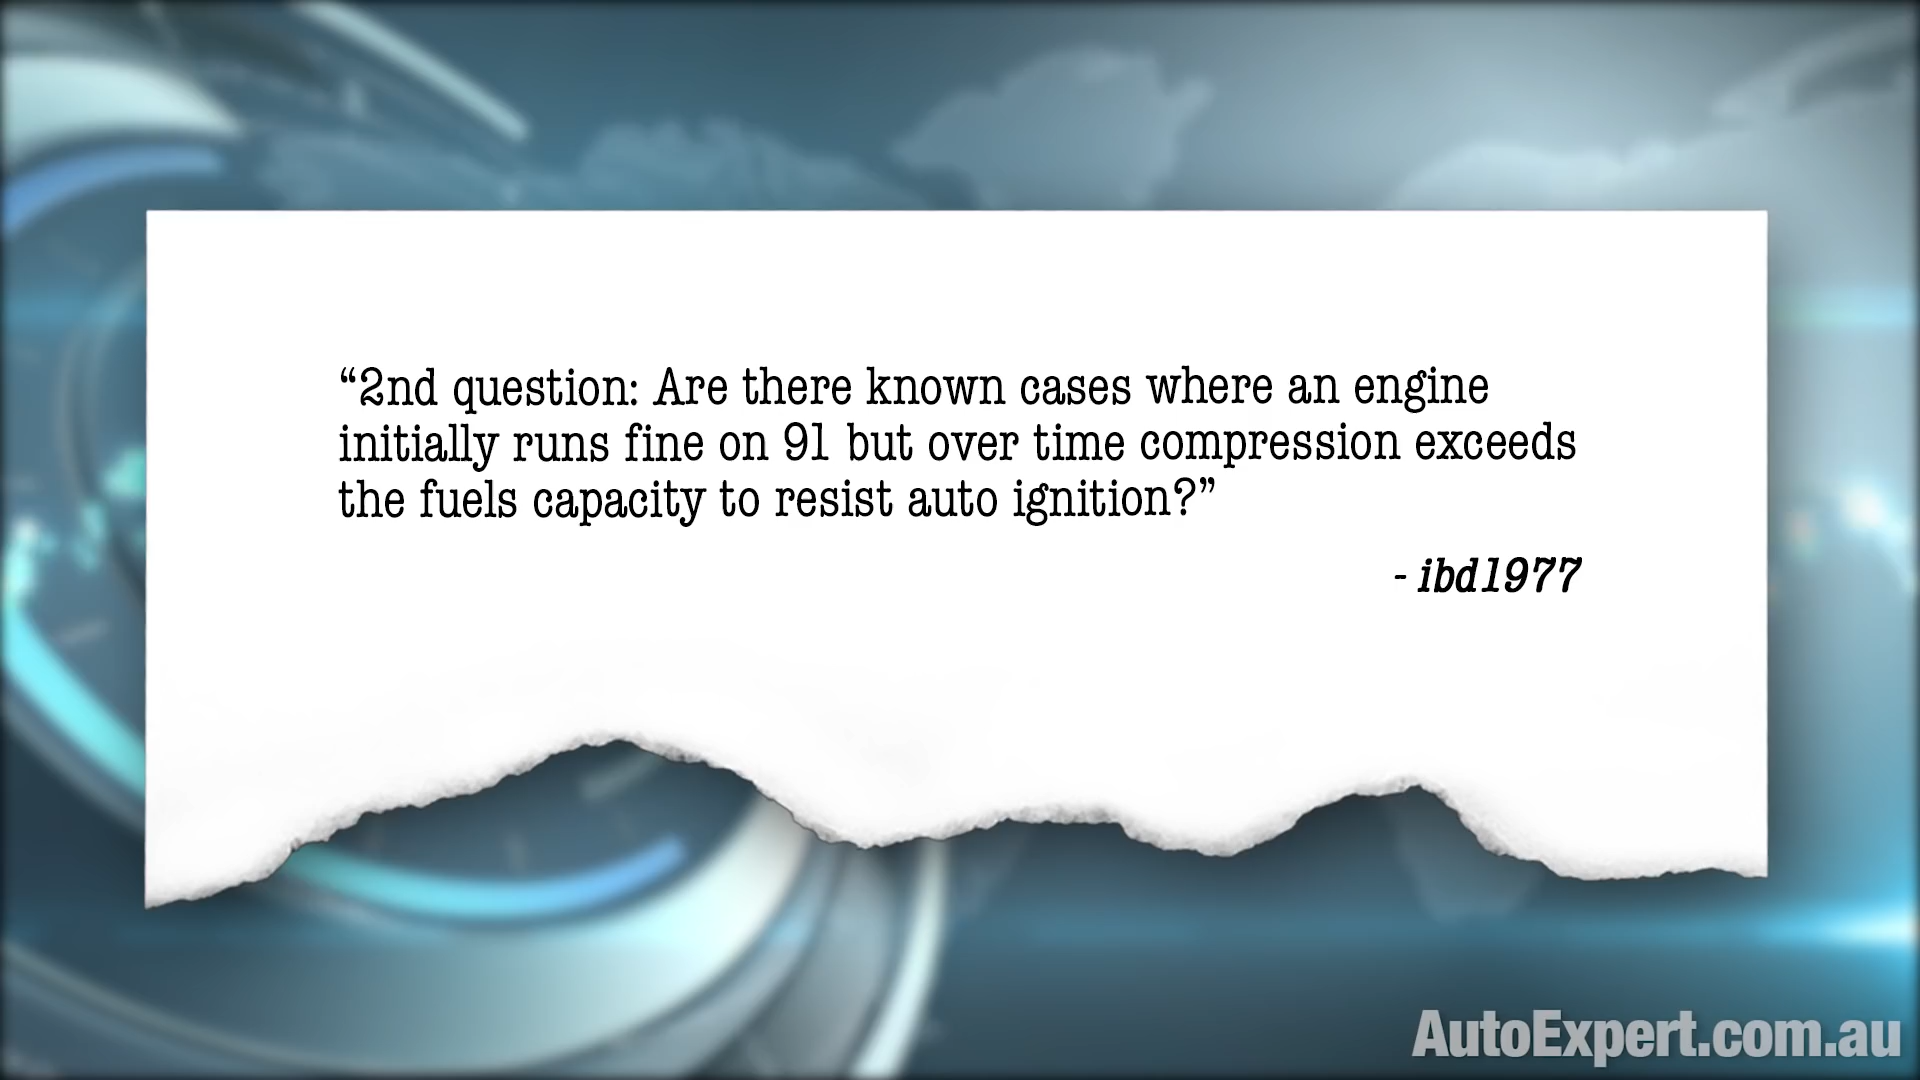 “2nd question: Are there known cases where an engine
initially runs fine on 91 but over time compression exceeds
the fuels capacity to resist auto ignition?”
- ibd1977
AutoExpert.com.au